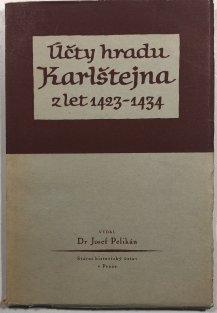 Účty hradu
Karlštejna
z let 1423-1434
VYDAL
Dr Josef Pelikán
Státní historický ústav
v Praze